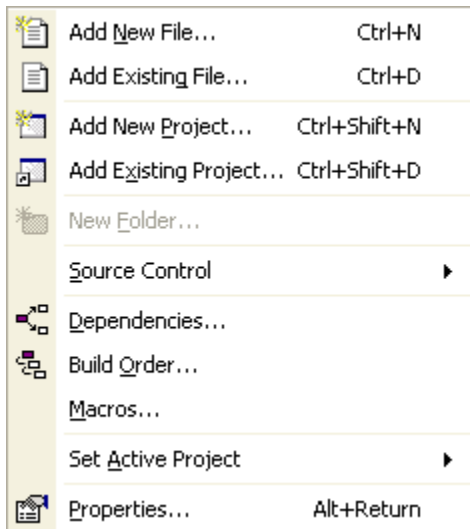 Add New File... Ctrl+N
Add Existing File... Ctrl+D
Add New Project... Ctrl+Shift+N
Add Existing Project... Ctrl+Shift+D
New Folder...
Source Control
Dependencies...
Build Order...
Macros...
Set Active Project
Properties... Alt+Return